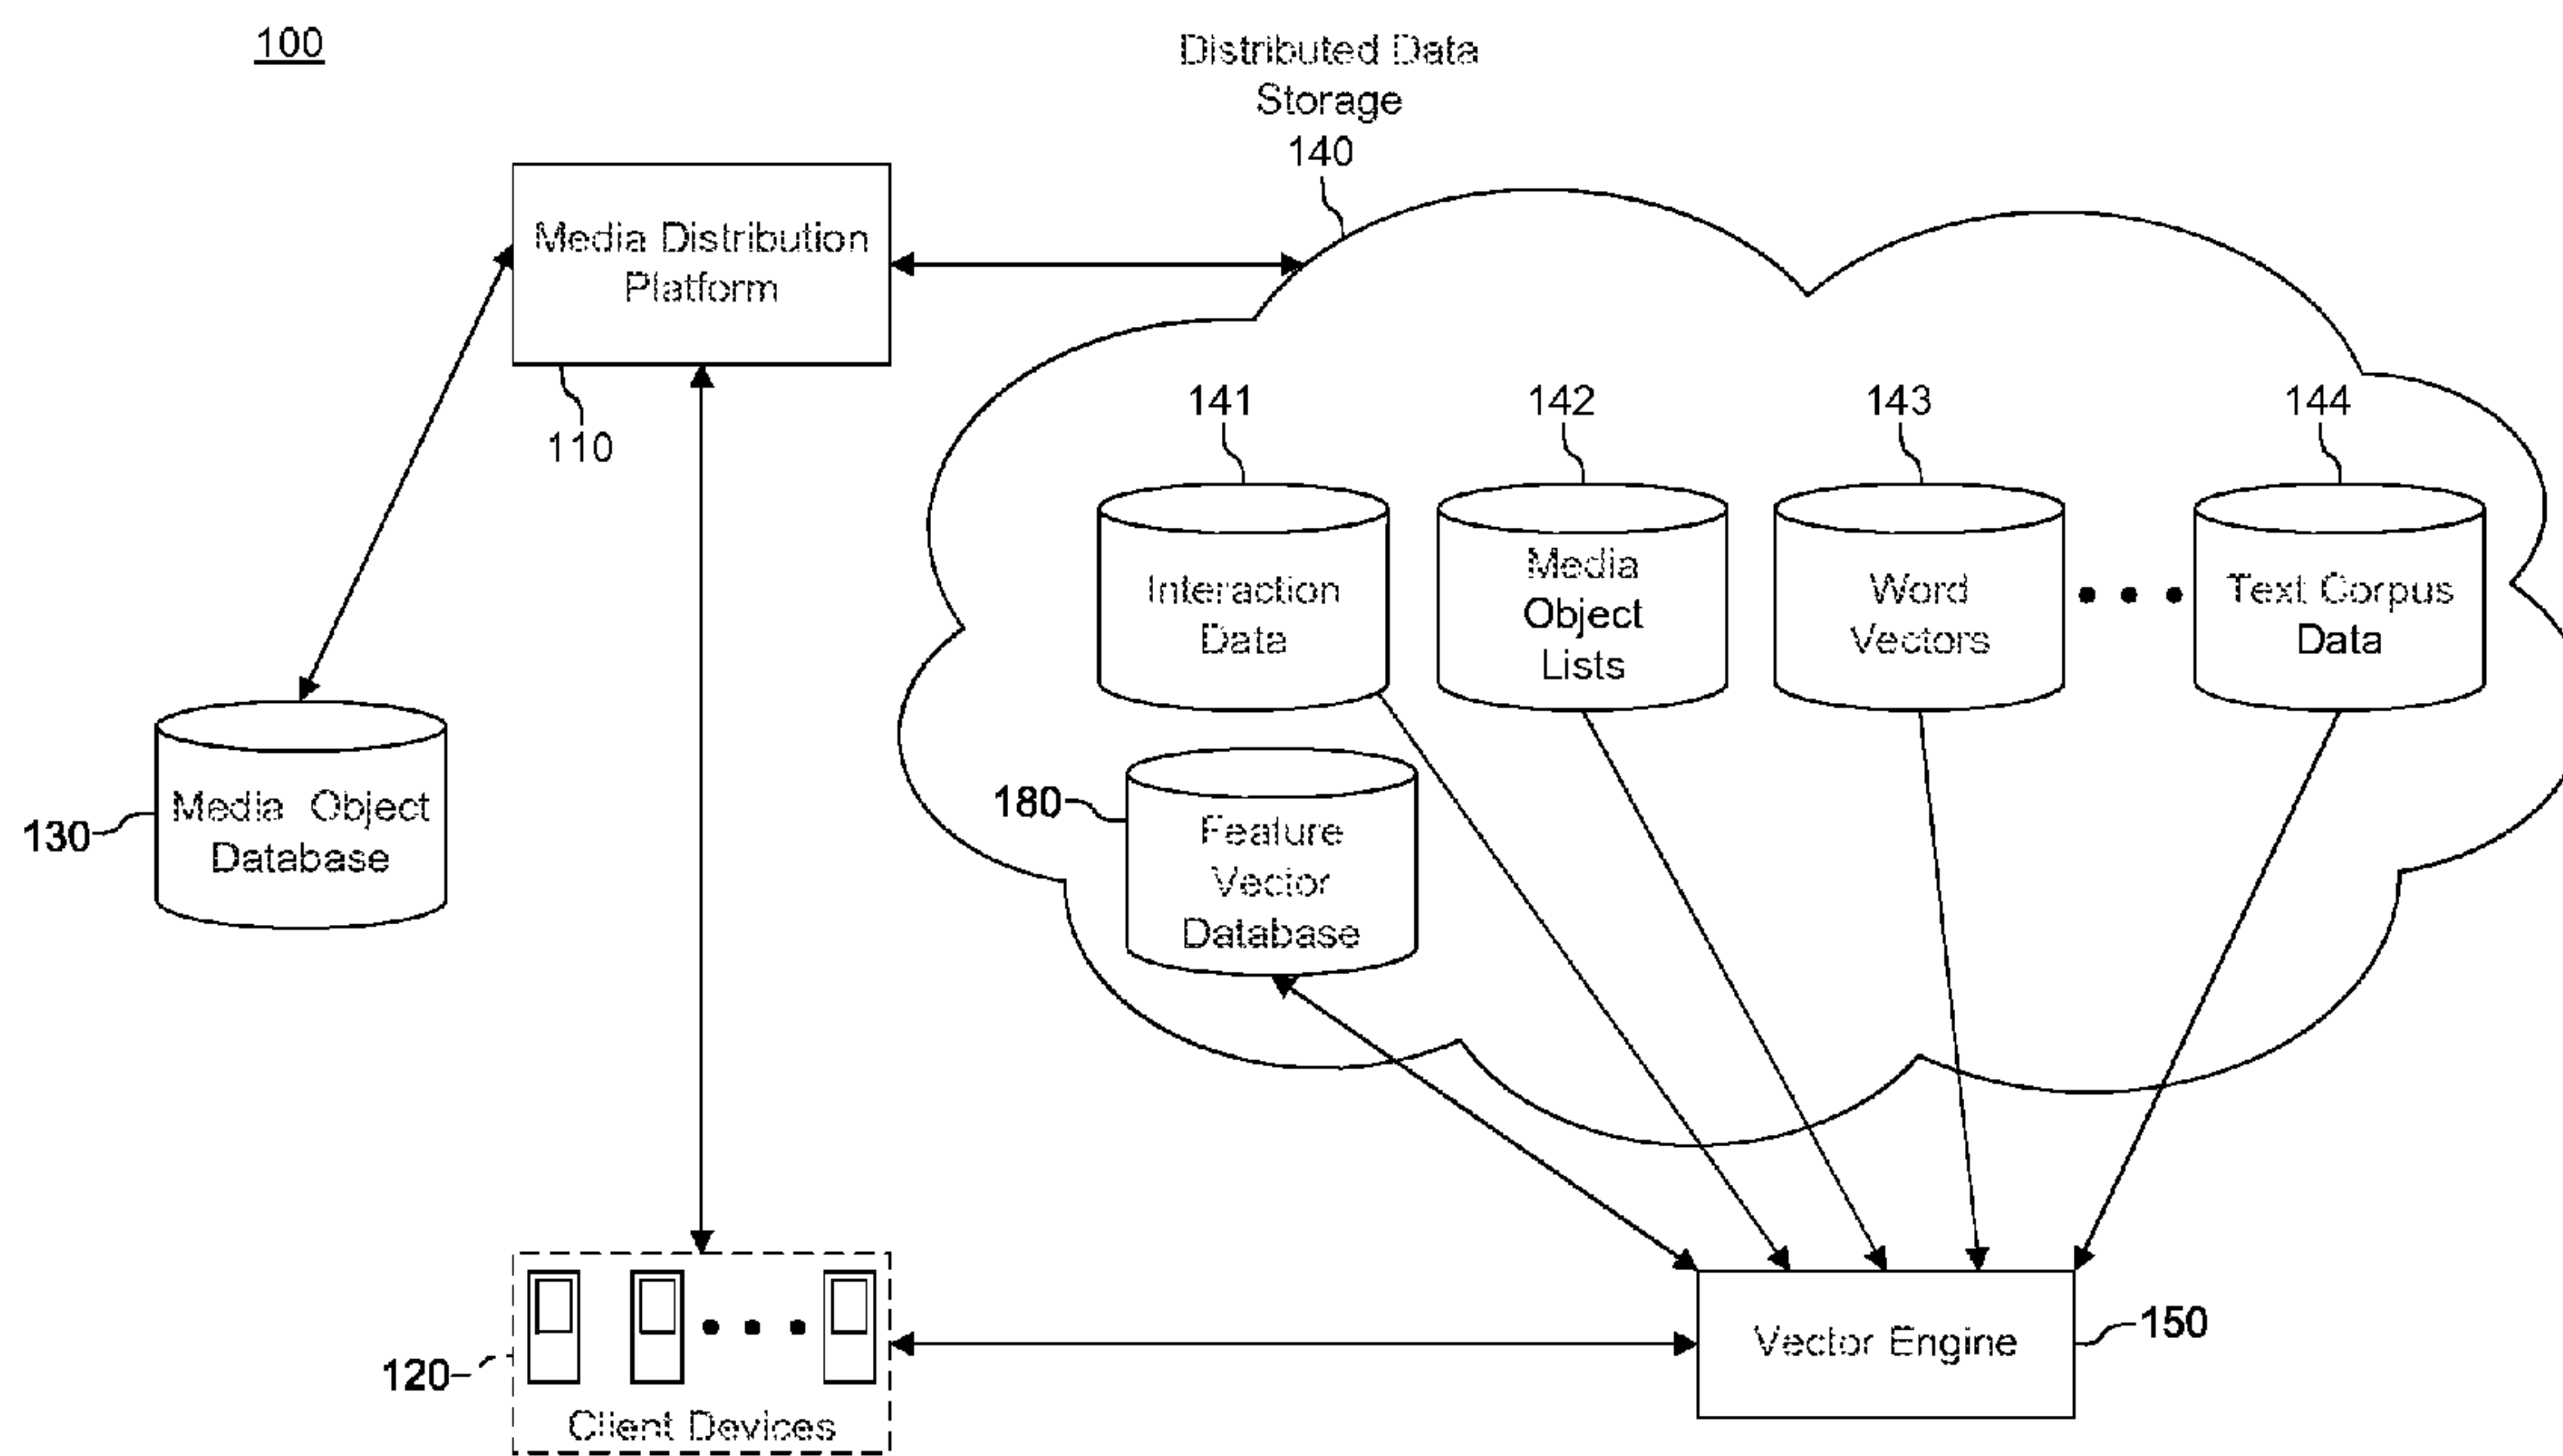 100
Distributed Data
Storage
140
Media Distribution
Platform
110
141
142
143
144
Interaction
Data
Media
Object
Lists
Word
Vectors
Text Corpus
Data
130
Media Object
Database
180
Feature
Vector
Database
120
Client Devices
Vector Engine
150